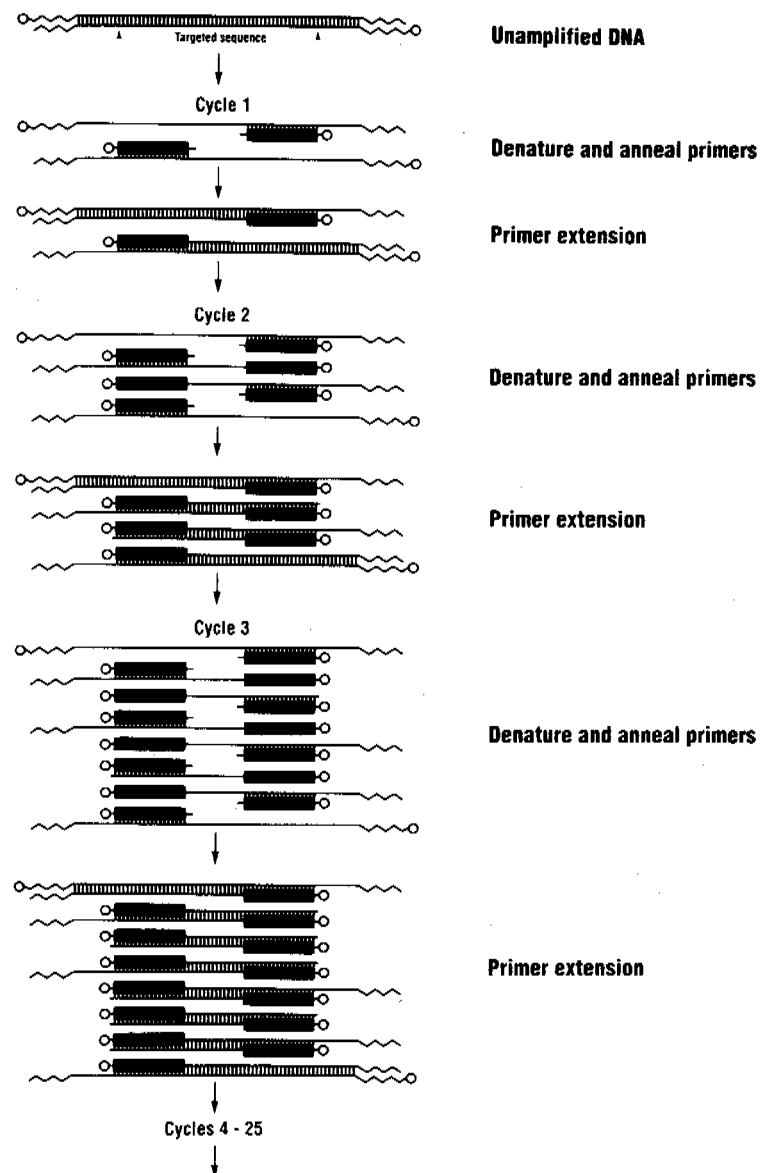 Unamplified DNA
Targeted sequence
Cycle 1
Denature and anneal primers
Primer extension
Cycle 2
Denature and anneal primers
Primer extension
Cycle 3
Denature and anneal primers
Primer extension
Cycles 4 - 25